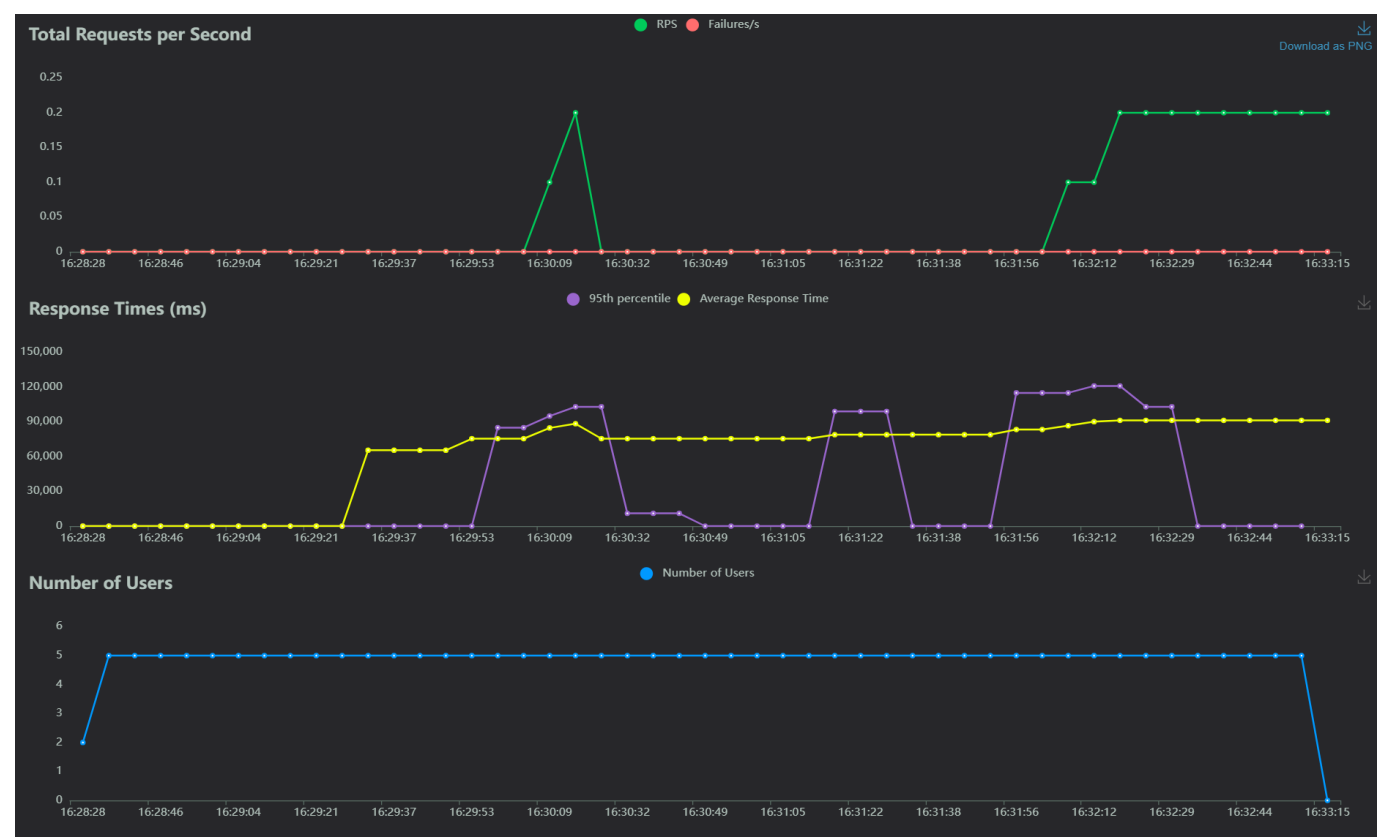 Total Requests per Second
RPS Failures/s
Download as PNG
0.25
0.2
0.15
0.1
0.05
0
16:28:28 16:28:46 16:29:04 16:29:21 16:29:37 16:29:53 16:30:09 16:30:32 16:30:49 16:31:05 16:31:22 16:31:38 16:31:56 16:32:12 16:32:29 16:32:44 16:33:15
Response Times (ms)
95th percentile Average Response Time
150,000
120,000
90,000
60,000
30,000
0
16:28:28 16:28:46 16:29:04 16:29:21 16:29:37 16:29:53 16:30:09 16:30:32 16:30:49 16:31:05 16:31:22 16:31:38 16:31:56 16:32:12 16:32:29 16:32:44 16:33:15
Number of Users
Number of Users
6
5
4
3
2
1
0
16:28:28 16:28:46 16:29:04 16:29:21 16:29:37 16:29:53 16:30:09 16:30:32 16:30:49 16:31:05 16:31:22 16:31:38 16:31:56 16:32:12 16:32:29 16:32:44 16:33:15